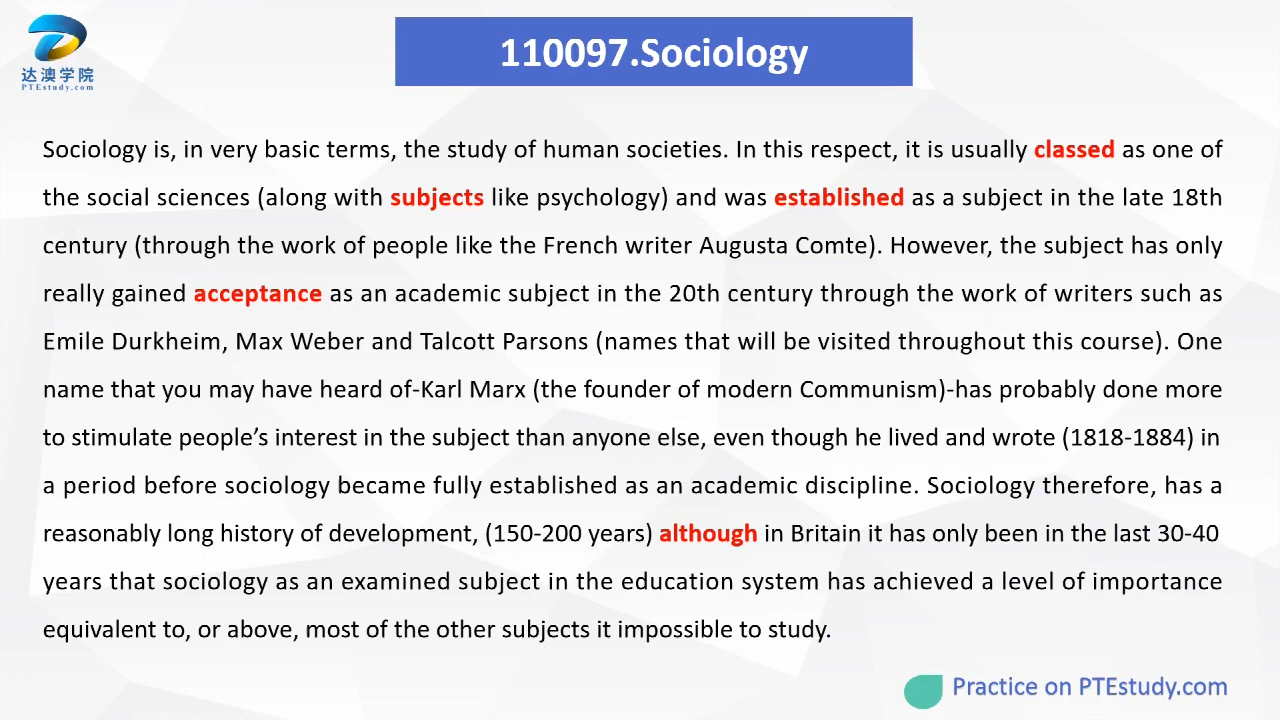 达澳学院
PTEstudy.com
110097.Sociology
Sociology is, in very basic terms, the study of human societies. In this respect, it is usually classed as one of
the social sciences (along with subjects like psychology) and was established as a subject in the late 18th
century (through the work of people like the French writer Augusta Comte). However, the subject has only
really gained acceptance as an academic subject in the 20th century through the work of writers such as
Emile Durkheim, Max Weber and Talcott Parsons (names that will be visited throughout this course). One
name that you may have heard of-Karl Marx (the founder of modern Communism)-has probably done more
to stimulate people’s interest in the subject than anyone else, even though he lived and wrote (1818-1884) in
a period before sociology became fully established as an academic discipline. Sociology therefore, has a
reasonably long history of development, (150-200 years) although in Britain it has only been in the last 30-40
years that sociology as an examined subject in the education system has achieved a level of importance
equivalent to, or above, most of the other subjects it impossible to study.
Practice on PTEstudy.com